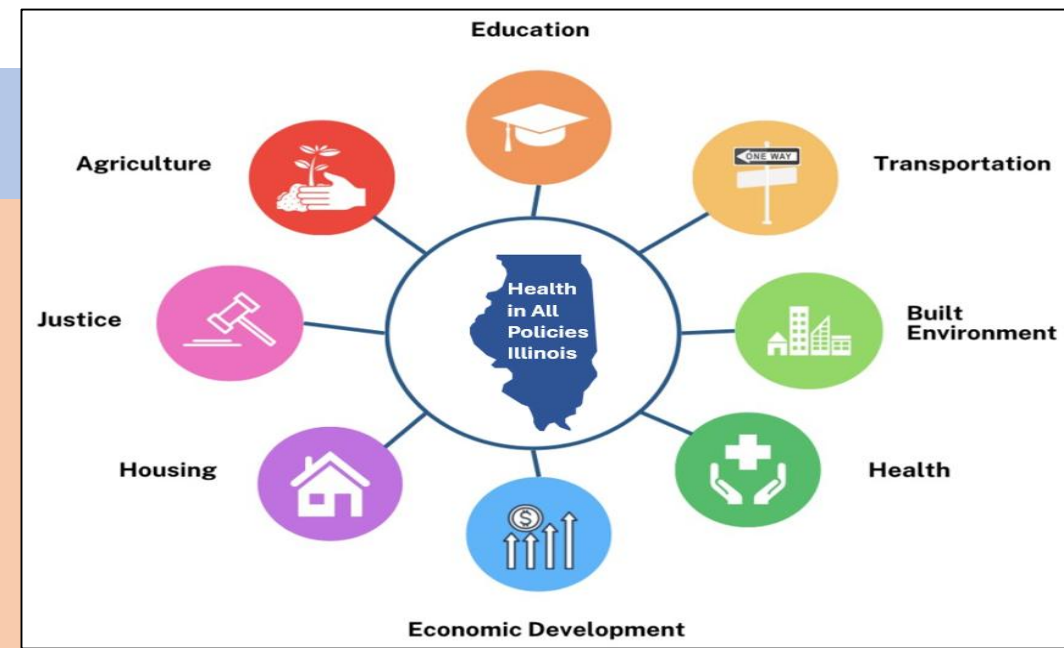 Education
Agriculture
ONE WAY
Transportation
Health
in All
Policies
Illinois
Justice
Built
Environment
Housing
Health
$
Economic Development